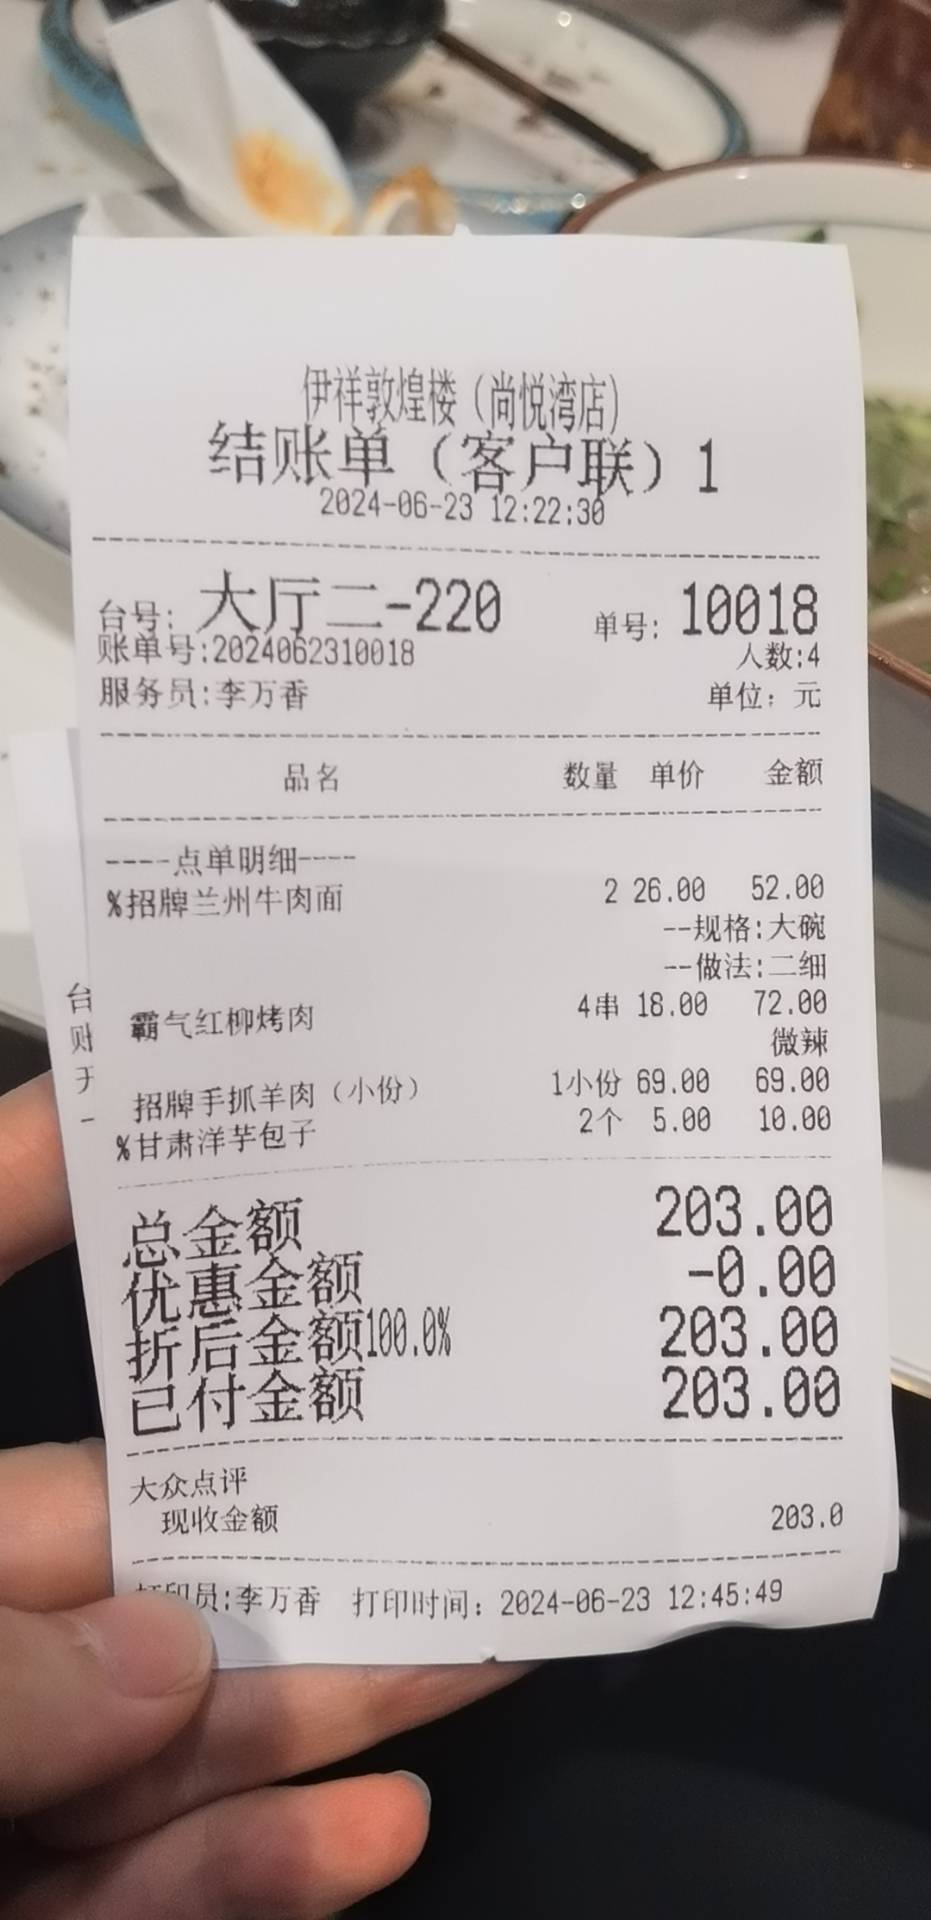 伊祥敦煌楼（尚悦湾店）
结账单（客户联）1
2024-06-23 12:22:30
台号: 大厅二-220 单号: 10018
账单号:2024062310018 人数:4
服务员:李万香 单位: 元
品名 数量 单价 金额
----点单明细----
%招牌兰州牛肉面 2 26.00 52.00
--规格:大碗
--做法:二细
霸气红柳烤肉 4串 18.00 72.00
微辣
招牌手抓羊肉（小份） 1小份 69.00 69.00
%甘肃洋芋包子 2个 5.00 10.00
总金额 203.00
优惠金额 -0.00
折后金额100.0% 203.00
已付金额 203.00
大众点评
现收金额 203.0
打印员:李万香 打印时间: 2024-06-23 12:45:49
台
账